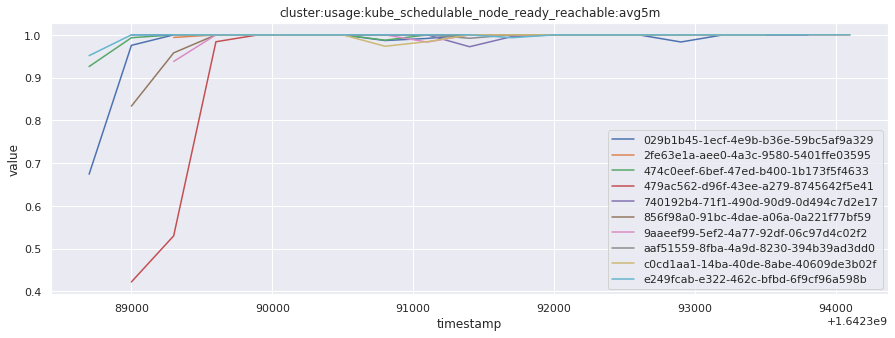 cluster:usage:kube_schedulable_node_ready_reachable:avg5m
1.0
0.9
0.8
0.7
0.6
0.5
0.4
value
89000 90000 91000 92000 93000 94000
timestamp
+1.6423e9
029b1b45-1ecf-4e9b-b36e-59bc5af9a329
2fe63e1a-aee0-4a3c-9580-5401ffe03595
474c0eef-6bef-47ed-b400-1b173f5f4633
479ac562-d96f-43ee-a279-8745642f5e41
740192b4-71f1-490d-90d9-0d494c7d2e17
856f98a0-91bc-4dae-a06a-0a221f77bf59
9aaeef99-5ef2-4a77-92df-06c97d4c02f2
aaf51559-8fba-4a9d-8230-394b39ad3dd0
c0cd1aa1-14ba-40de-8abe-40609de3b02f
e249fcab-e322-462c-bfbd-6f9cf96a598b